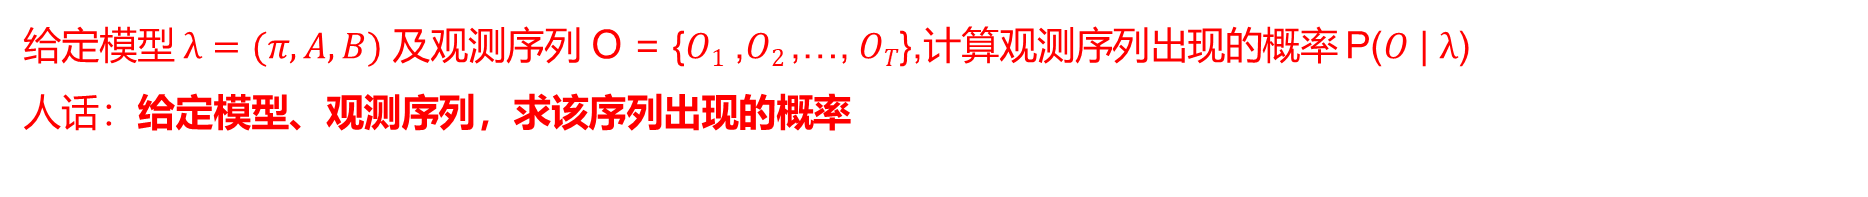 给定模型 λ = (π, A, B) 及观测序列 O = {O₁ ,O₂ ,…, O_T},计算观测序列出现的概率 P(O | λ)
人话：给定模型、观测序列，求该序列出现的概率